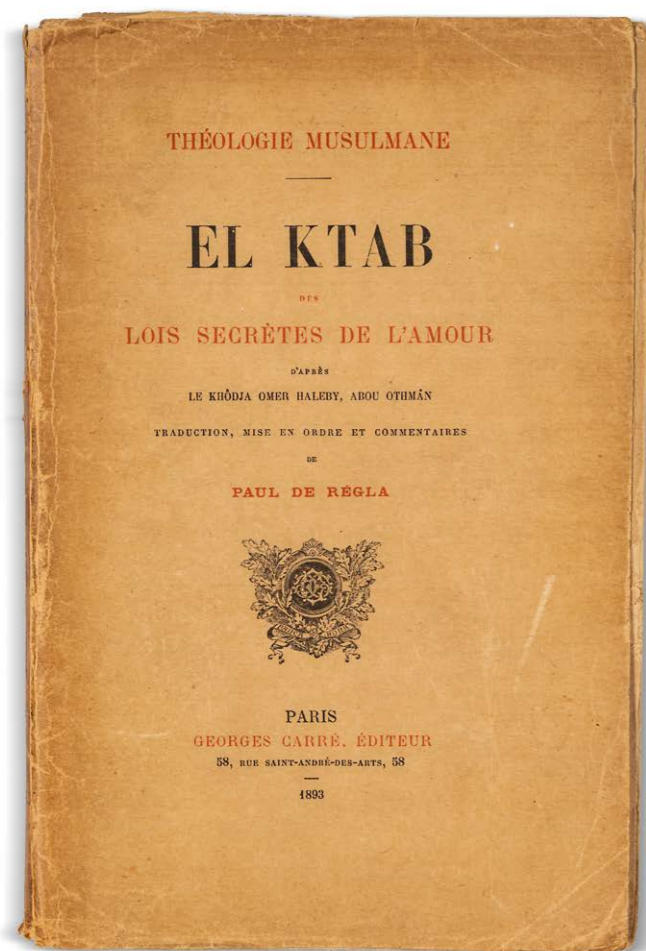 THÉOLOGIE MUSULMANE
EL KTAB
DES
LOIS SECRÈTES DE L'AMOUR
D'APRÈS
LE KHÔDJA OMER HALEBY, ABOU OTHMÂN
TRADUCTION, MISE EN ORDRE ET COMMENTAIRES
DE
PAUL DE RÉGLA
PARIS
GEORGES CARRÉ, ÉDITEUR
58, RUE SAINT-ANDRÉ-DES-ARTS, 58
1893